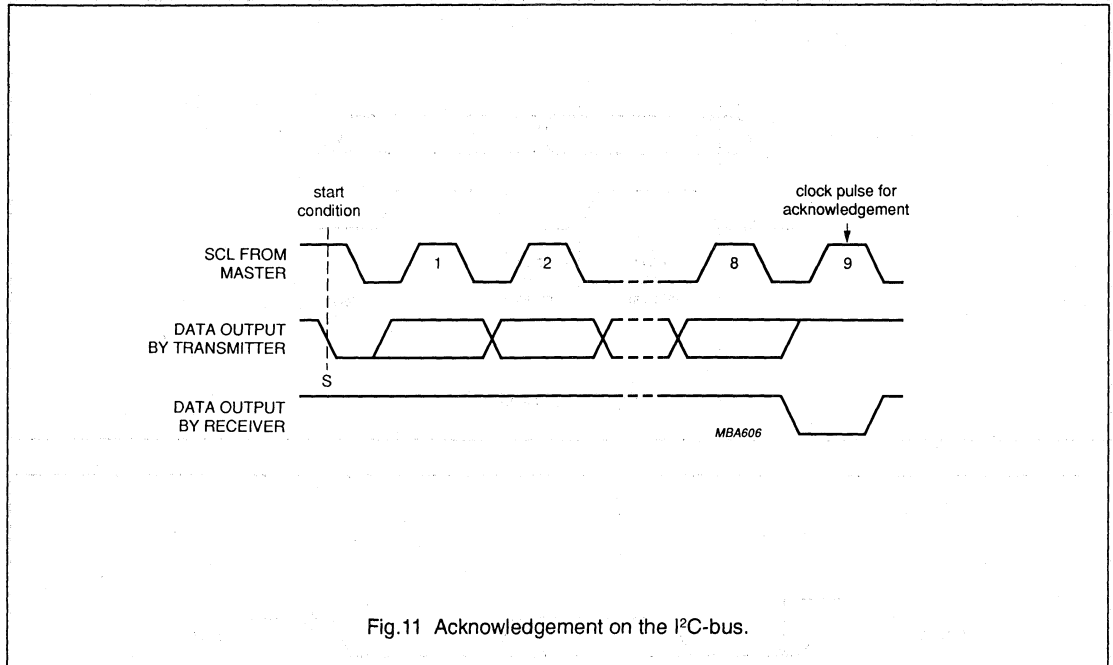 start
condition
clock pulse for
acknowledgement
SCL FROM
MASTER
1
2
8
9
DATA OUTPUT
BY TRANSMITTER
S
DATA OUTPUT
BY RECEIVER
MBA606
Fig.11 Acknowledgement on the I²C-bus.